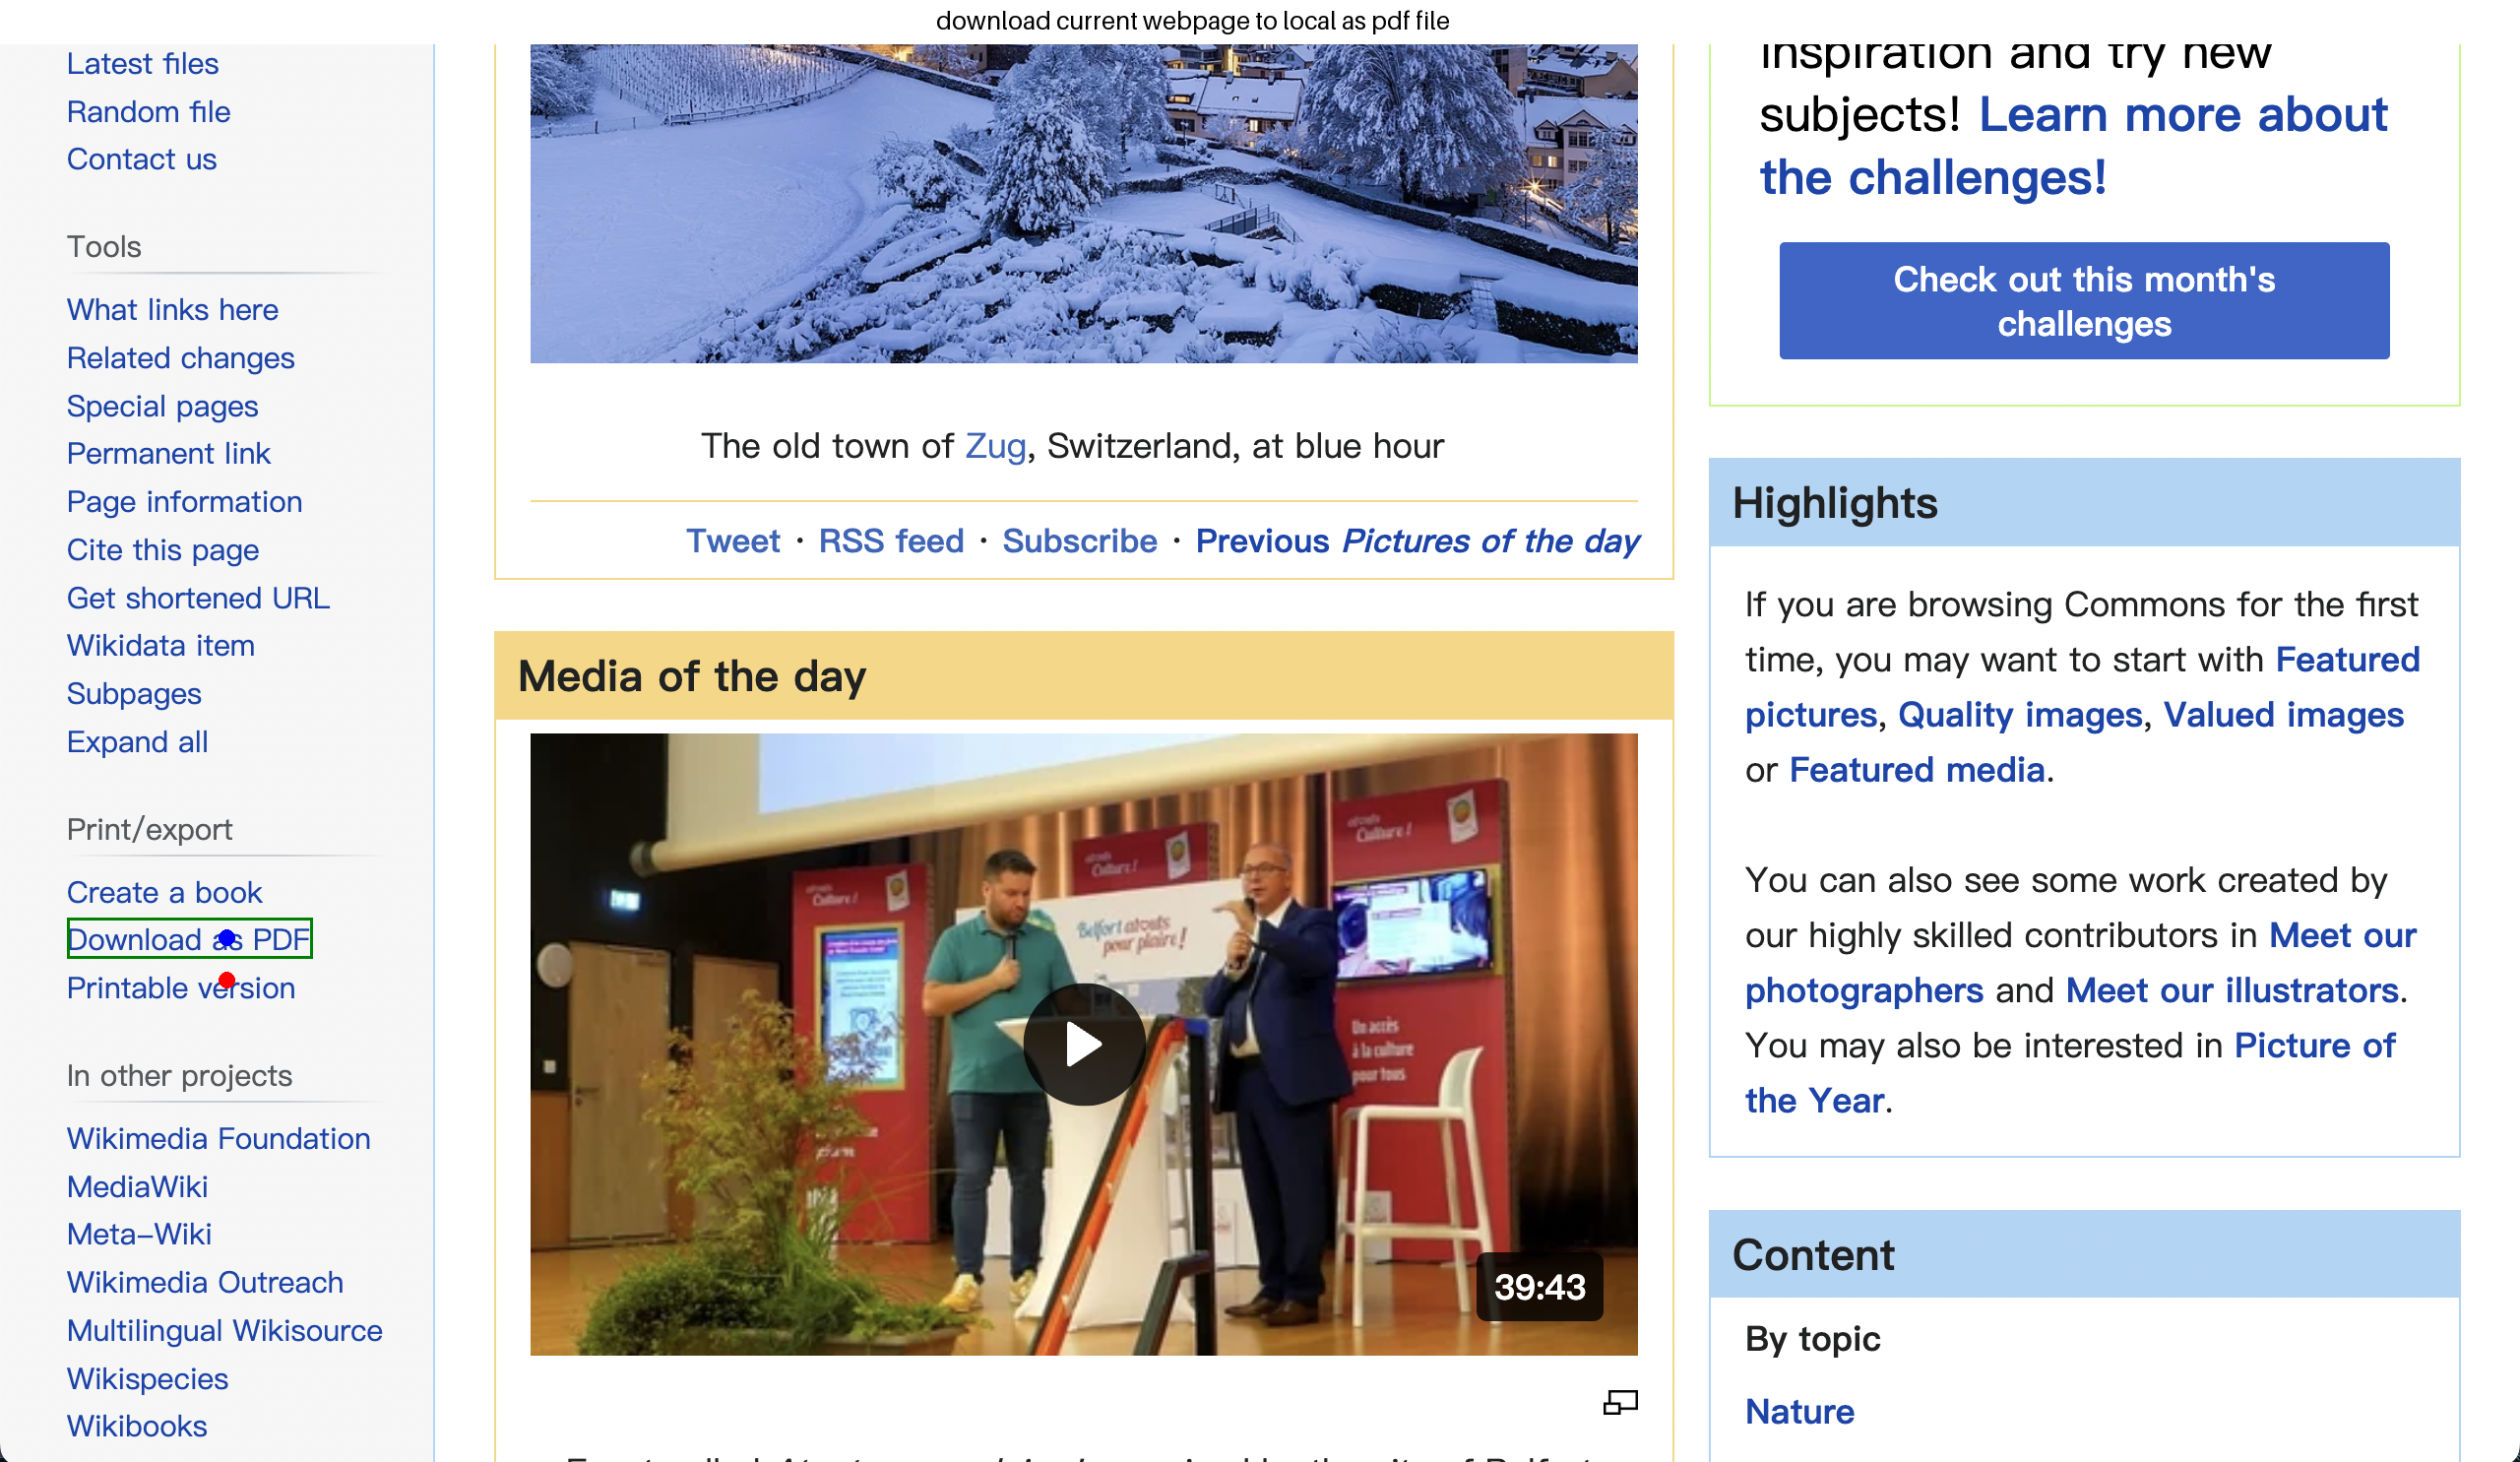 download current webpage to local as pdf file
Latest files
Random file
Contact us
Tools
What links here
Related changes
Special pages
Permanent link
Page information
Cite this page
Get shortened URL
Wikidata item
Subpages
Expand all
Print/export
Create a book
Download as PDF
Printable version
In other projects
Wikimedia Foundation
MediaWiki
Meta-Wiki
Wikimedia Outreach
Multilingual Wikisource
Wikispecies
Wikibooks
The old town of Zug, Switzerland, at blue hour
Tweet · RSS feed · Subscribe · Previous Pictures of the day
Media of the day
Culture !
Culture !
Culture !
Belfort atouts
pour plaire !
Un accès
à la culture
pour tous
39:43
inspiration and try new
subjects! Learn more about
the challenges!
Check out this month's
challenges
Highlights
If you are browsing Commons for the first
time, you may want to start with Featured
pictures, Quality images, Valued images
or Featured media.
You can also see some work created by
our highly skilled contributors in Meet our
photographers and Meet our illustrators.
You may also be interested in Picture of
the Year.
Content
By topic
Nature